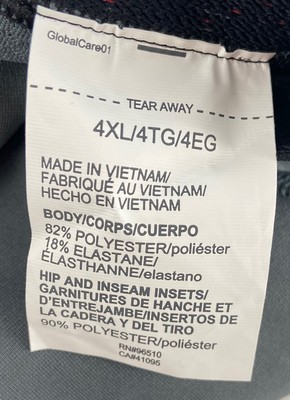 GlobalCare01
TEAR AWAY
4XL/4TG/4EG
MADE IN VIETNAM/
FABRIQUÉ AU VIETNAM/
HECHO EN VIETNAM
BODY/CORPS/CUERPO
82% POLYESTER/poliéster
18% ELASTANE/
ÉLASTHANNE/elastano
HIP AND INSEAM INSETS/
GARNITURES DE HANCHE ET
D'ENTREJAMBE/INSERTOS DE
LA CADERA Y DEL TIRO
90% POLYESTER/poliéster
RN#96510
CA#41095